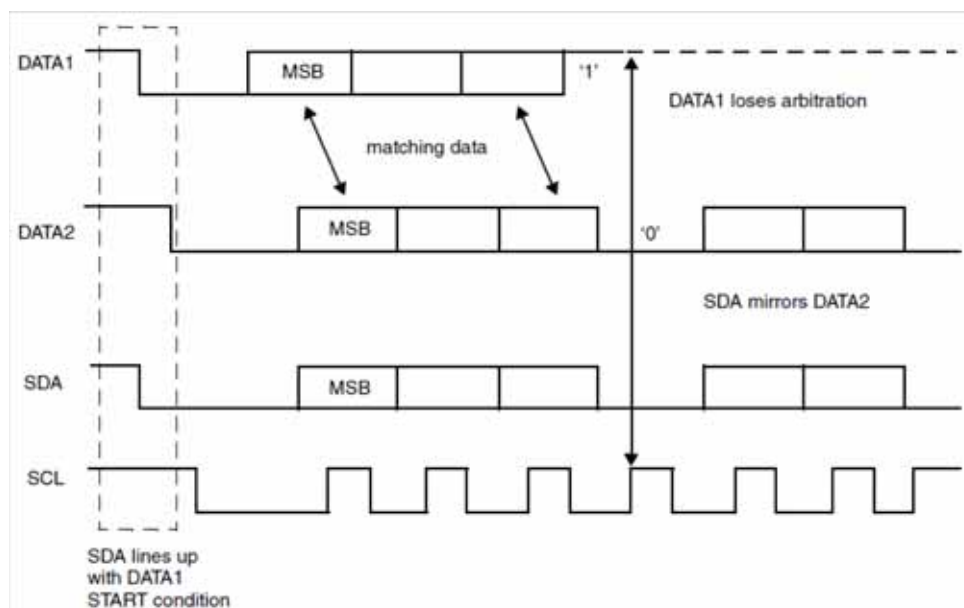 DATA1
MSB
‘1’
DATA1 loses arbitration
matching data
DATA2
MSB
‘0’
SDA mirrors DATA2
SDA
MSB
SCL
SDA lines up
with DATA1
START condition